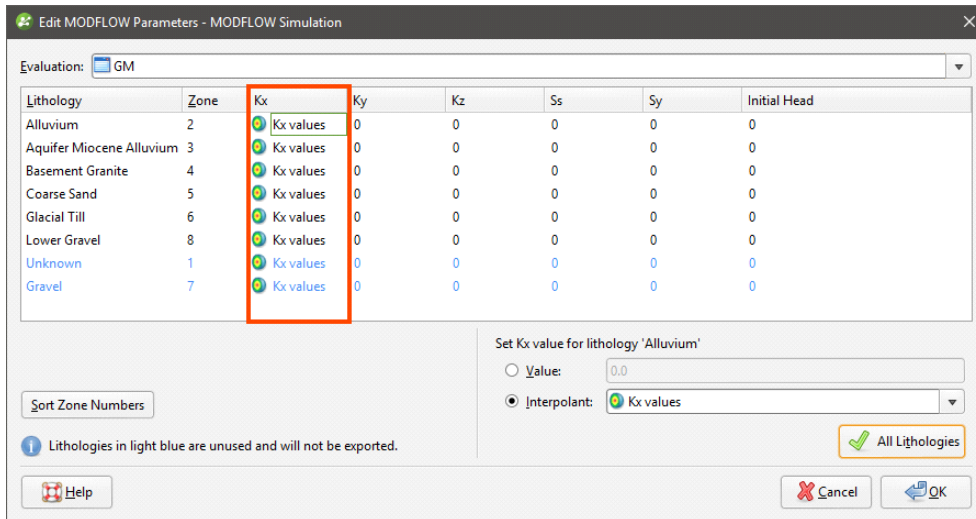 Edit MODFLOW Parameters - MODFLOW Simulation
Evaluation: GM
Lithology Zone Kx Ky Kz Ss Sy Initial Head
Alluvium 2 Kx values 0 0 0 0 0
Aquifer Miocene Alluvium 3 Kx values 0 0 0 0 0
Basement Granite 4 Kx values 0 0 0 0 0
Coarse Sand 5 Kx values 0 0 0 0 0
Glacial Till 6 Kx values 0 0 0 0 0
Lower Gravel 8 Kx values 0 0 0 0 0
Unknown 1 Kx values 0 0 0 0 0
Gravel 7 Kx values 0 0 0 0 0
Set Kx value for lithology 'Alluvium'
Value: 0.0
Interpolant: Kx values
Sort Zone Numbers
Lithologies in light blue are unused and will not be exported.
All Lithologies
Help Cancel OK